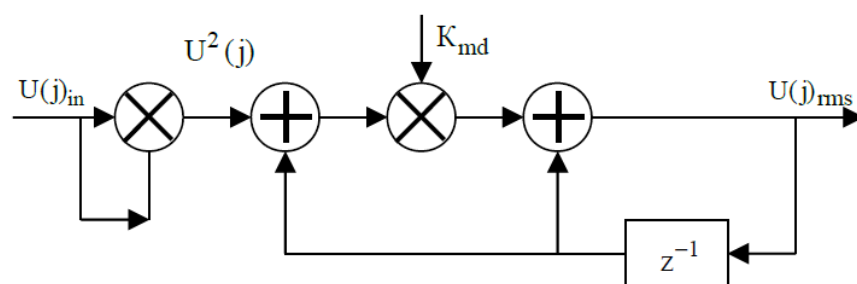 K_md
U²(j)
U(j)_in
U(j)_rms
z⁻¹